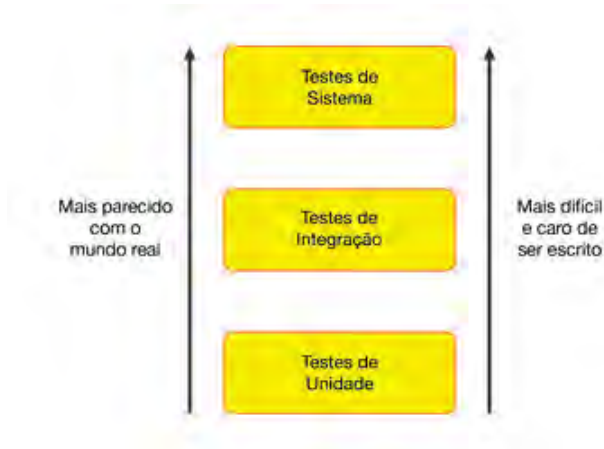 Testes de
Sistema
Mais parecido
com o
mundo real
Testes de
Integração
Mais difícil
e caro de
ser escrito
Testes de
Unidade